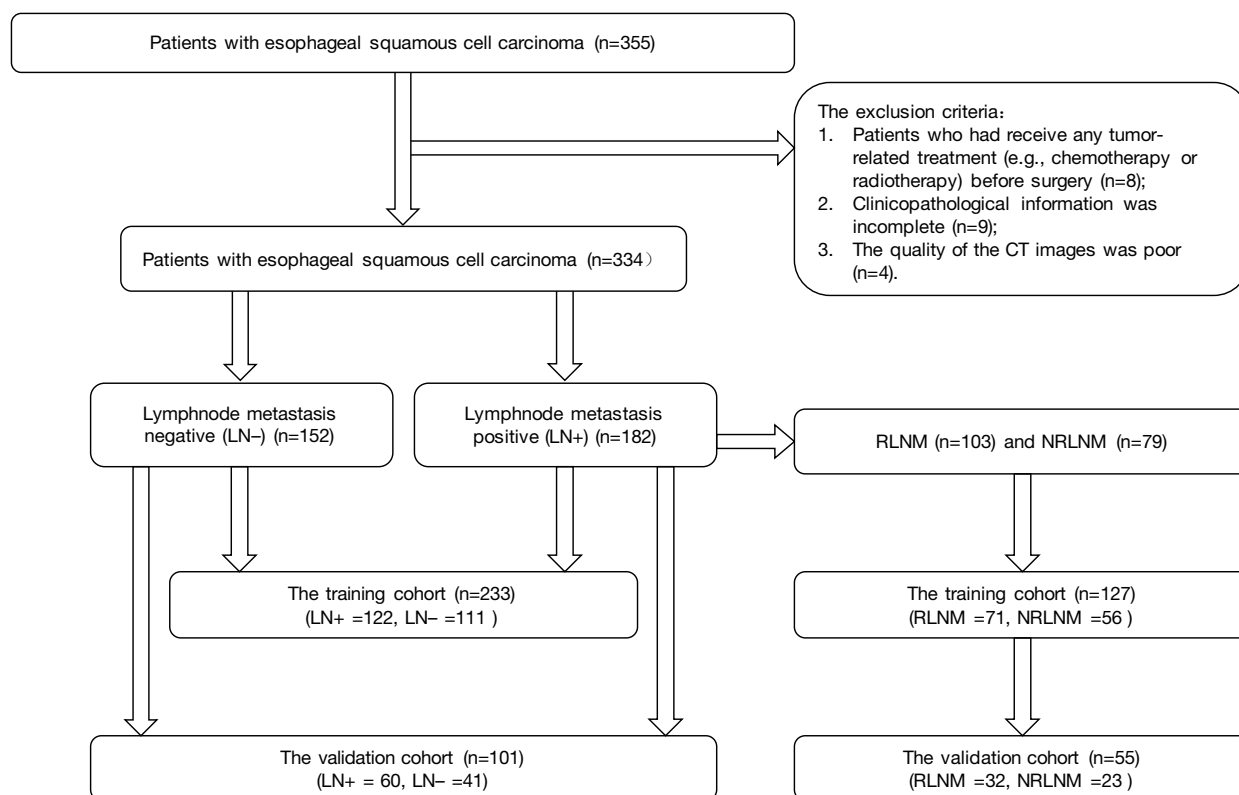 Patients with esophageal squamous cell carcinoma (n=355)
The exclusion criteria：
1. Patients who had receive any tumor-
related treatment (e.g., chemotherapy or
radiotherapy) before surgery (n=8);
2. Clinicopathological information was
incomplete (n=9);
3. The quality of the CT images was poor
(n=4).
Patients with esophageal squamous cell carcinoma (n=334）
Lymphnode metastasis
negative (LN−) (n=152)
Lymphnode metastasis
positive (LN+) (n=182)
RLNM (n=103) and NRLNM (n=79)
The training cohort (n=233)
(LN+ =122, LN− =111 )
The training cohort (n=127)
(RLNM =71, NRLNM =56 )
The validation cohort (n=101)
(LN+ = 60, LN− =41)
The validation cohort (n=55)
(RLNM =32, NRLNM =23 )